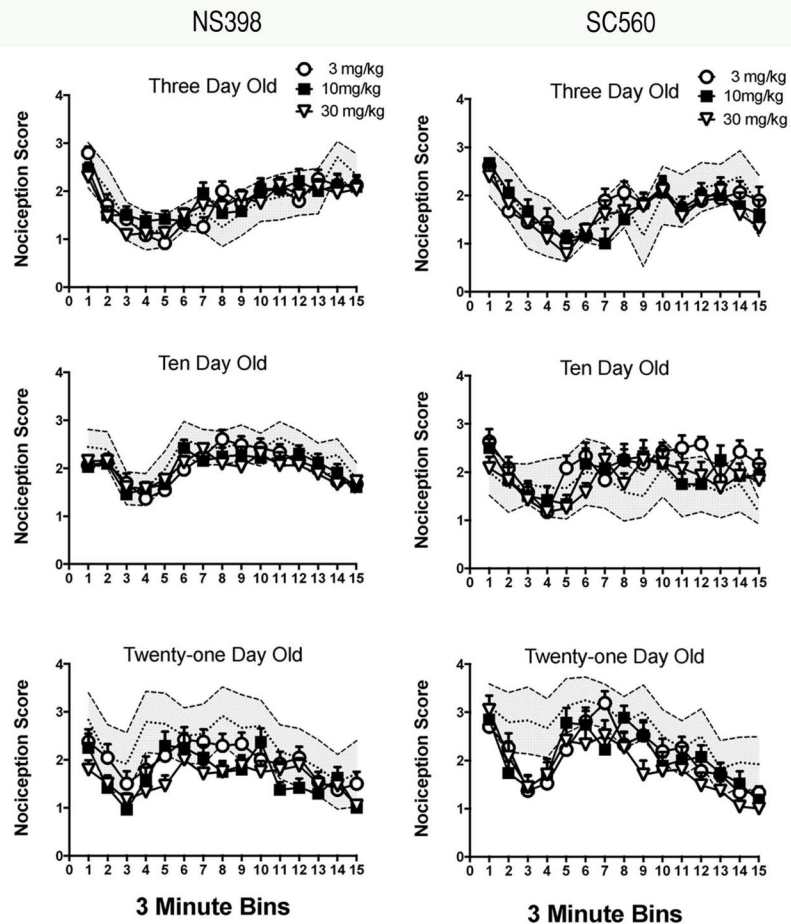 NS398
SC560
Three Day Old
3 mg/kg
10mg/kg
30 mg/kg
Nociception Score
4
3
2
1
0
0 1 2 3 4 5 6 7 8 9 10 11 12 13 14 15
Three Day Old
3 mg/kg
10mg/kg
30 mg/kg
Nociception Score
4
3
2
1
0
0 1 2 3 4 5 6 7 8 9 10 11 12 13 14 15
Ten Day Old
Nociception Score
4
3
2
1
0
0 1 2 3 4 5 6 7 8 9 10 11 12 13 14 15
Ten Day Old
Nociception Score
4
3
2
1
0
0 1 2 3 4 5 6 7 8 9 10 11 12 13 14 15
Twenty-one Day Old
Nociception Score
4
3
2
1
0
0 1 2 3 4 5 6 7 8 9 10 11 12 13 14 15
3 Minute Bins
Twenty-one Day Old
Nociception Score
4
3
2
1
0
0 1 2 3 4 5 6 7 8 9 10 11 12 13 14 15
3 Minute Bins